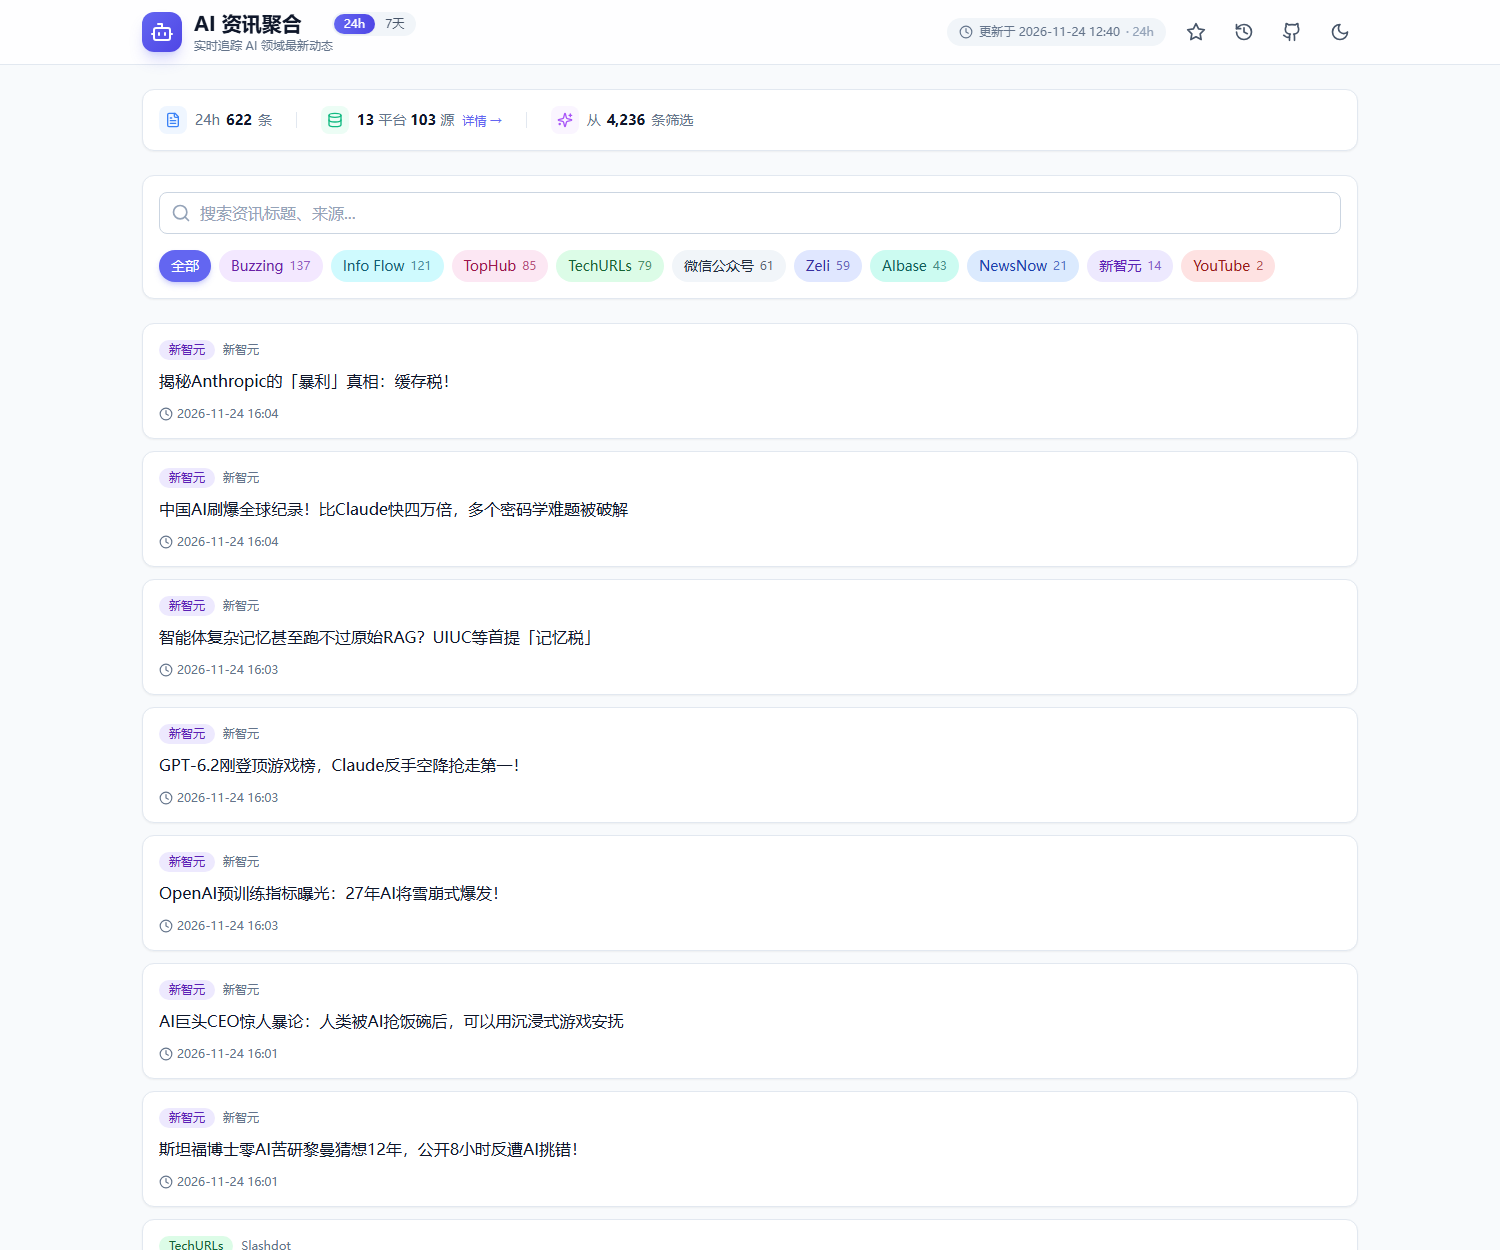 AI 资讯聚合 24h 7天
实时追踪 AI 领域最新动态
更新于 2026-11-24 12:40 · 24h
24h 622 条 13 平台 103 源 详情→ 从 4,236 条筛选
搜索资讯标题、来源...
全部 Buzzing 137 Info Flow 121 TopHub 85 TechURLs 79 微信公众号 61 Zeli 59 AIbase 43 NewsNow 21 新智元 14 YouTube 2
新智元 新智元
揭秘Anthropic的「暴利」真相：缓存税！
2026-11-24 16:04
新智元 新智元
中国AI刷爆全球纪录！比Claude快四万倍，多个密码学难题被破解
2026-11-24 16:04
新智元 新智元
智能体复杂记忆甚至跑不过原始RAG？UIUC等首提「记忆税」
2026-11-24 16:03
新智元 新智元
GPT-6.2刚登顶游戏榜，Claude反手空降抢走第一！
2026-11-24 16:03
新智元 新智元
OpenAI预训练指标曝光：27年AI将雪崩式爆发！
2026-11-24 16:03
新智元 新智元
AI巨头CEO惊人暴论：人类被AI抢饭碗后，可以用沉浸式游戏安抚
2026-11-24 16:01
新智元 新智元
斯坦福博士零AI苦研黎曼猜想12年，公开8小时反遭AI挑错！
2026-11-24 16:01
TechURLs Slashdot